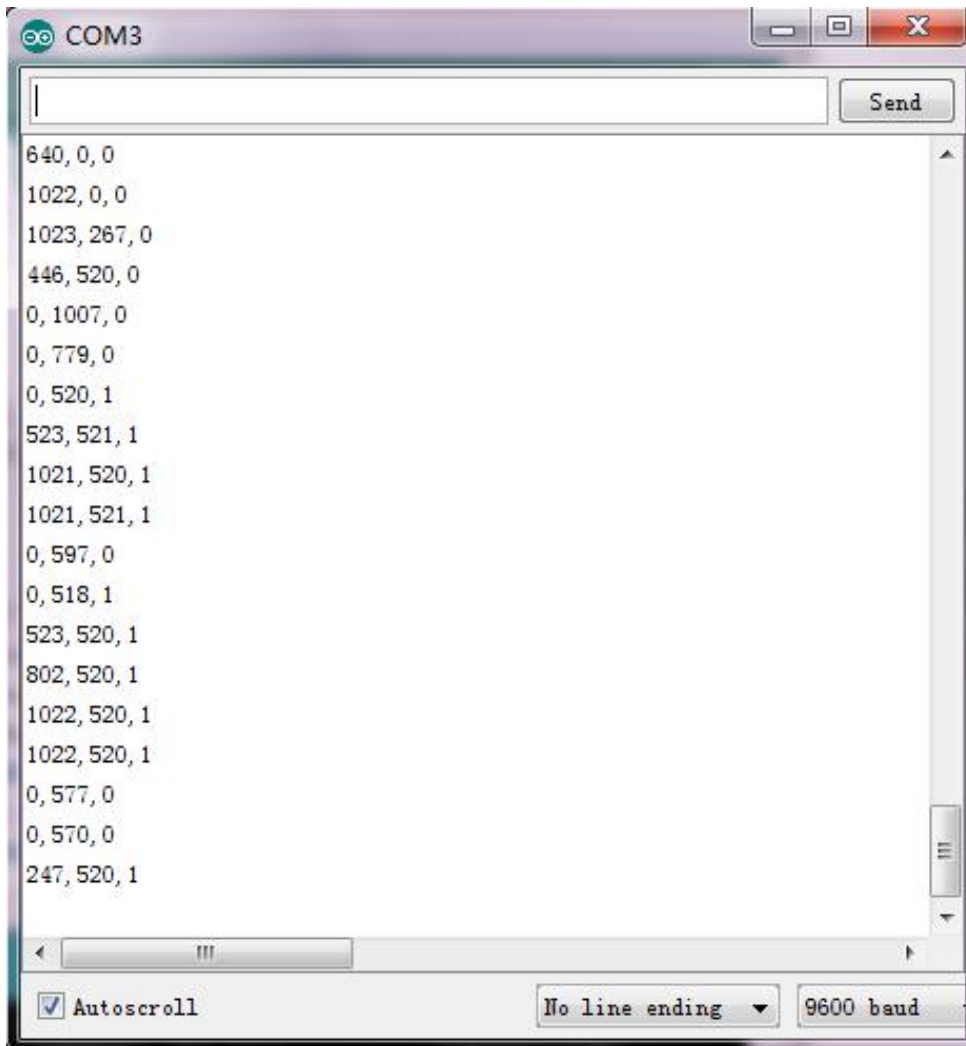 COM3
Send
640, 0, 0
1022, 0, 0
1023, 267, 0
446, 520, 0
0, 1007, 0
0, 779, 0
0, 520, 1
523, 521, 1
1021, 520, 1
1021, 521, 1
0, 597, 0
0, 518, 1
523, 520, 1
802, 520, 1
1022, 520, 1
1022, 520, 1
0, 577, 0
0, 570, 0
247, 520, 1
Autoscroll No line ending 9600 baud